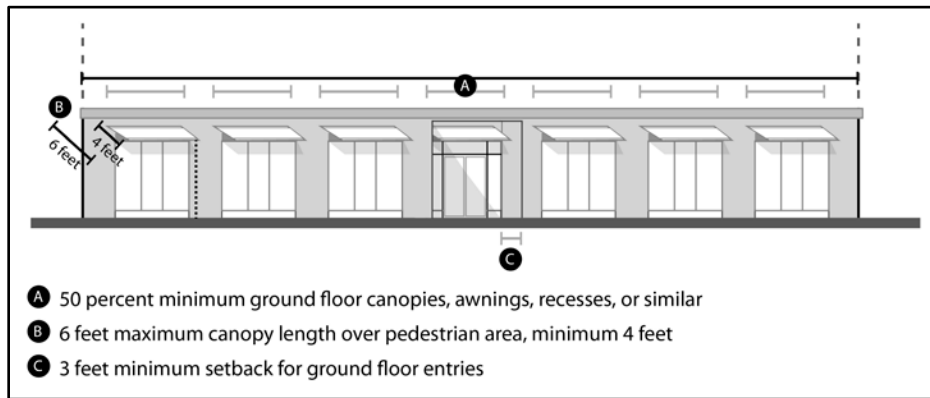 A
B
6 feet
4 feet
C
A 50 percent minimum ground floor canopies, awnings, recesses, or similar
B 6 feet maximum canopy length over pedestrian area, minimum 4 feet
C 3 feet minimum setback for ground floor entries